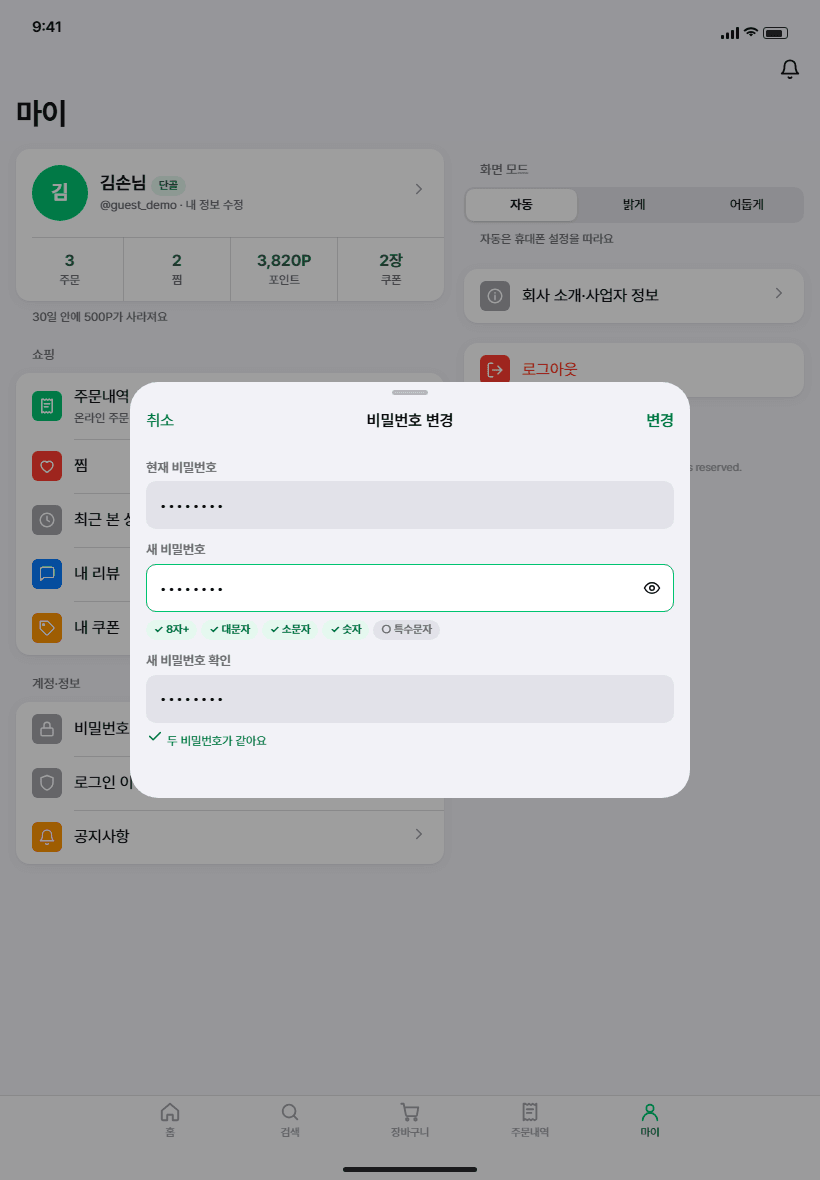 9:41
마이
김
김손님 단골
@guest_demo · 내 정보 수정
3
주문
2
찜
3,820P
포인트
2장
쿠폰
30일 안에 500P가 사라져요
쇼핑
주문내역
온라인 주문
찜
최근 본
내 리뷰
내 쿠폰
계정·정보
비밀번호
로그인
공지사항
화면 모드
자동 밝게 어둡게
자동은 휴대폰 설정을 따라요
회사 소개·사업자 정보
로그아웃
reserved.
취소 비밀번호 변경 변경
현재 비밀번호
••••••••
새 비밀번호
••••••••
8자+ 대문자 소문자 숫자 특수문자
새 비밀번호 확인
••••••••
두 비밀번호가 같아요
홈 검색 장바구니 주문내역 마이